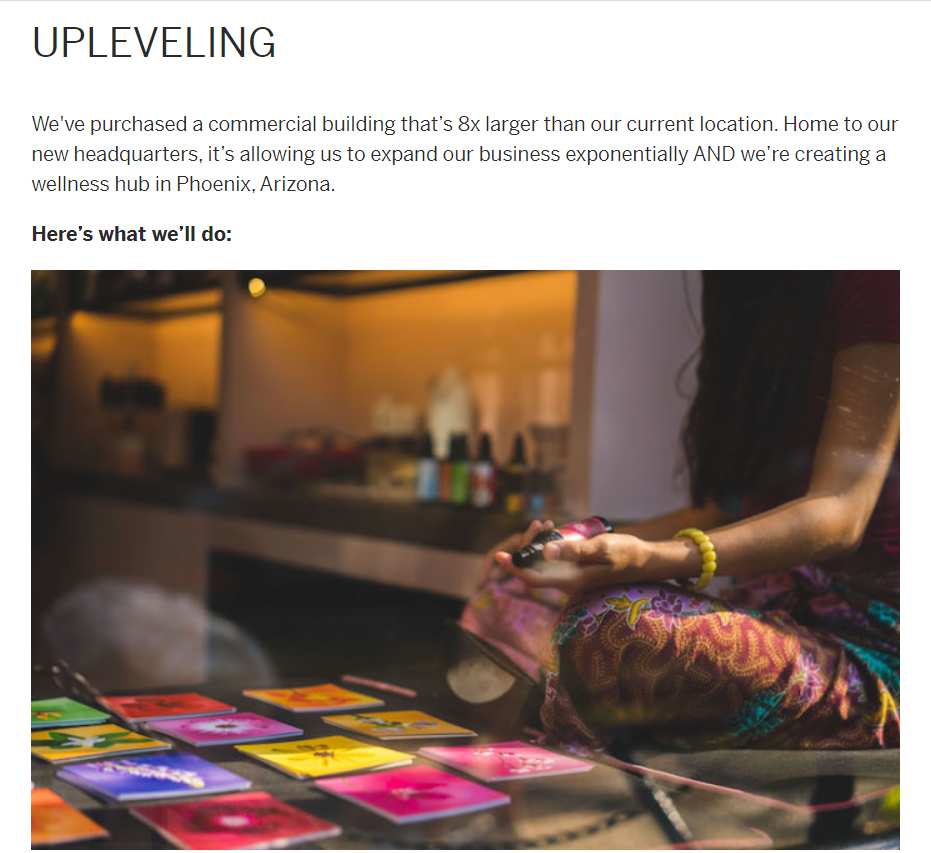 UPLEVELING
We've purchased a commercial building that’s 8x larger than our current location. Home to our
new headquarters, it’s allowing us to expand our business exponentially AND we’re creating a
wellness hub in Phoenix, Arizona.
Here’s what we’ll do: